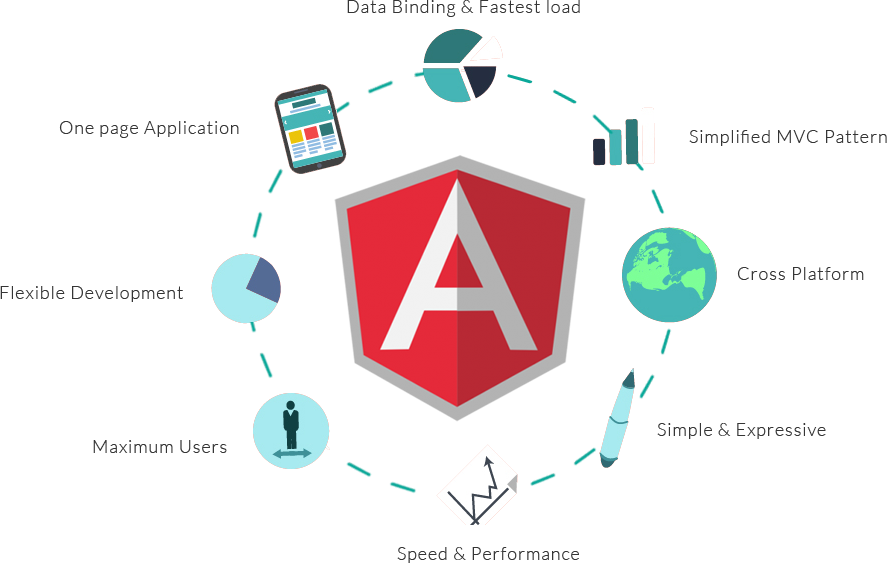 Data Binding & Fastest load
One page Application
Simplified MVC Pattern
Cross Platform
Flexible Development
Simple & Expressive
Maximum Users
Speed & Performance
A